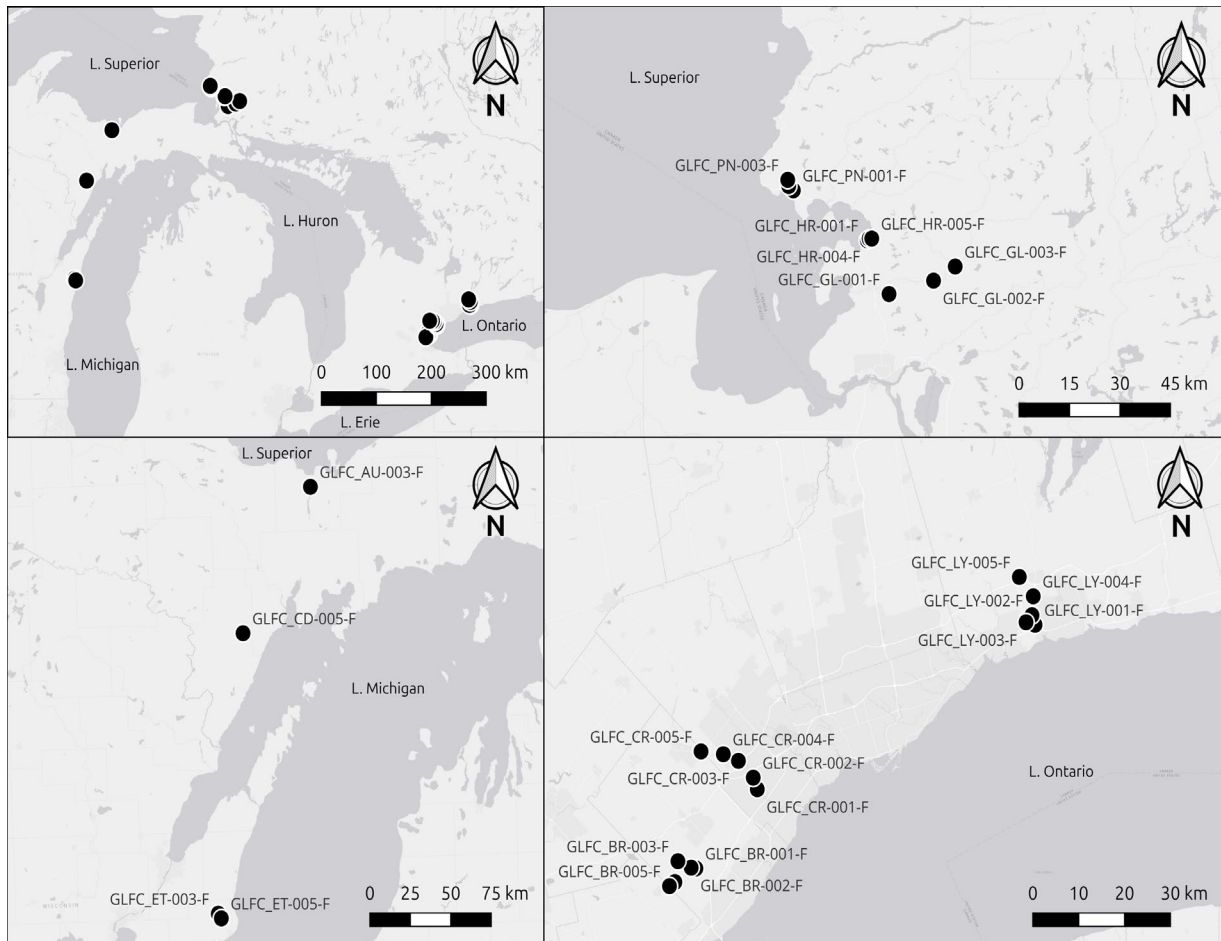 L. Superior
N
L. Huron
L. Ontario
L. Michigan
0 100 200 300 km
L. Erie
L. Superior
N
GLFC_PN-003-F
GLFC_PN-001-F
GLFC_HR-001-F
GLFC_HR-005-F
GLFC_HR-004-F
GLFC_GL-003-F
GLFC_GL-001-F
GLFC_GL-002-F
0 15 30 45 km
L. Superior
GLFC_AU-003-F
N
GLFC_CD-005-F
L. Michigan
GLFC_ET-003-F
GLFC_ET-005-F
WISCONSIN
0 25 50 75 km
N
GLFC_LY-005-F
GLFC_LY-004-F
GLFC_LY-002-F
GLFC_LY-001-F
GLFC_LY-003-F
GLFC_CR-005-F
GLFC_CR-004-F
GLFC_CR-002-F
GLFC_CR-003-F
GLFC_CR-001-F
L. Ontario
GLFC_BR-003-F
GLFC_BR-001-F
GLFC_BR-005-F
GLFC_BR-002-F
0 10 20 30 km